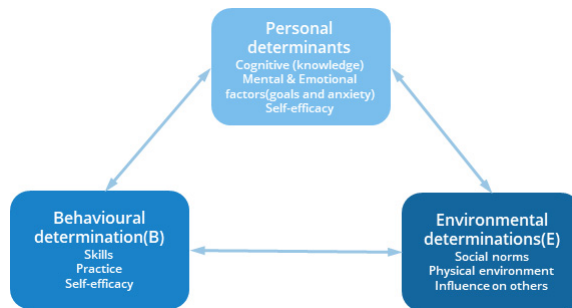 Personal
determinants
Cognitive (knowledge)
Mental & Emotional
factors(goals and anxiety)
Self-efficacy
Behavioural
determination(B)
Skills
Practice
Self-efficacy
Environmental
determinations(E)
Social norms
Physical environment
Influence on others